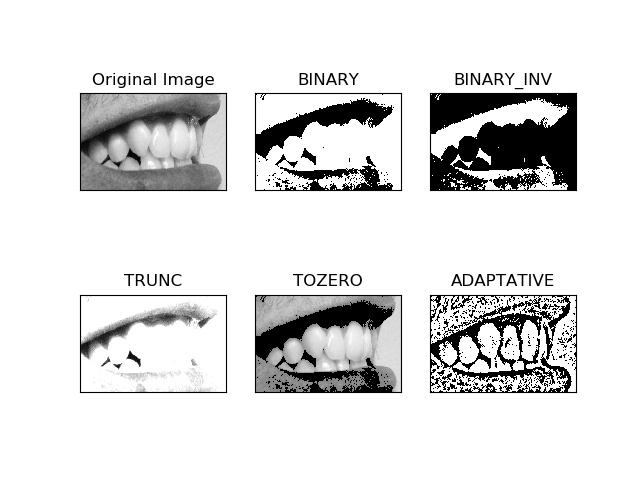 Original Image
BINARY
BINARY_INV
TRUNC
TOZERO
ADAPTATIVE